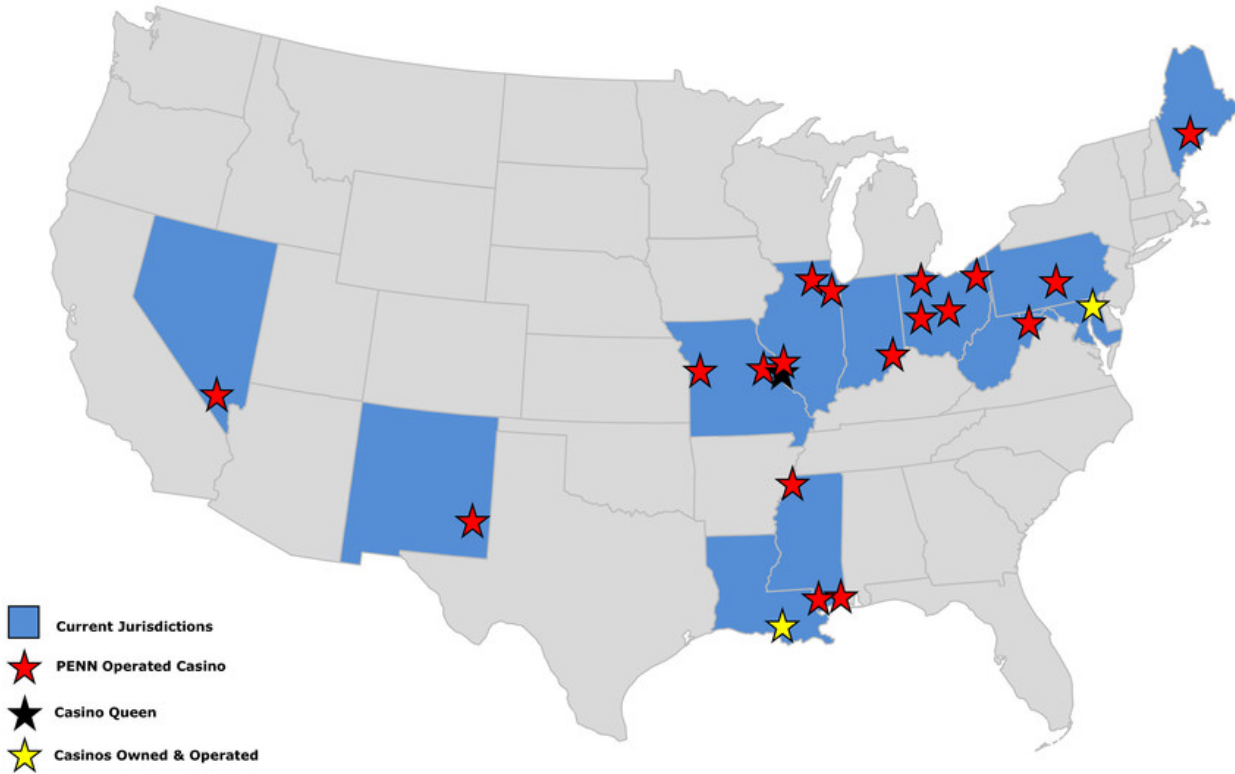 Current Jurisdictions
PENN Operated Casino
Casino Queen
Casinos Owned & Operated